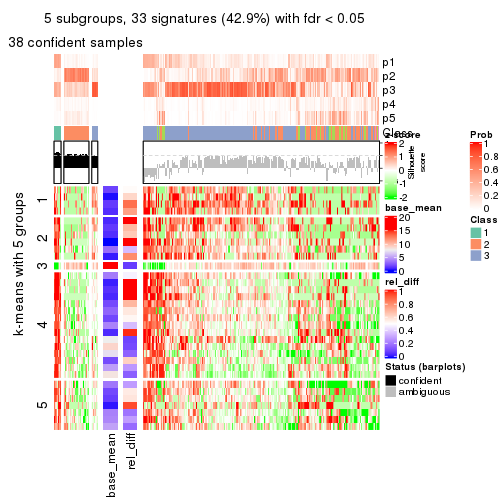 5 subgroups, 33 signatures (42.9%) with fdr < 0.05
38 confident samples
p1
p2
p3
p4
p5
Class
z-score
2
1
0
-1
-2
Silhouette
score
Prob
1
0.8
0.6
0.4
0.2
0
Class
1
2
3
base_mean
20
15
10
5
0
rel_diff
1
0.8
0.6
0.4
0.2
0
Status (barplots)
confident
ambiguous
k-means with 5 groups
1
2
3
4
5
base_mean
rel_diff